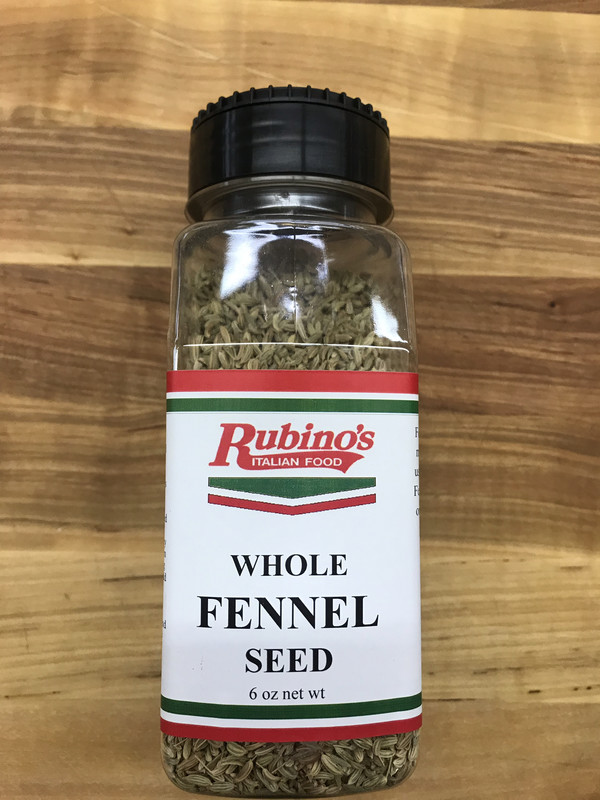 Rubino's
ITALIAN FOOD
WHOLE
FENNEL
SEED
6 oz net wt